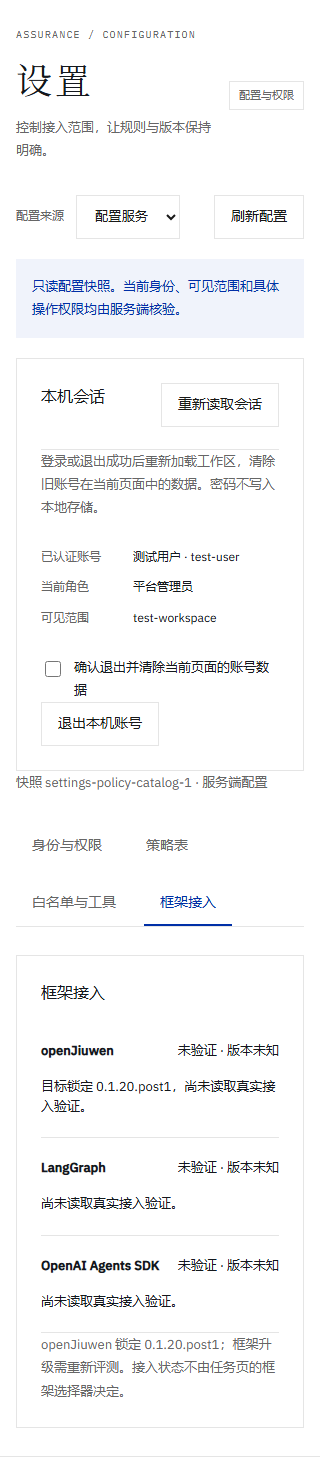 ASSURANCE / CONFIGURATION
设置
配置与权限
控制接入范围，让规则与版本保持
明确。
配置来源
配置服务
刷新配置
只读配置快照。当前身份、可见范围和具体
操作权限均由服务端核验。
本机会话
重新读取会话
登录或退出成功后重新加载工作区，清除
旧账号在当前页面中的数据。密码不写入
本地存储。
已认证账号 测试用户 · test-user
当前角色 平台管理员
可见范围 test-workspace
确认退出并清除当前页面的账号数
据
退出本机账号
快照 settings-policy-catalog-1 · 服务端配置
身份与权限 策略表
白名单与工具 框架接入
框架接入
openJiuwen 未验证 · 版本未知
目标锁定 0.1.20.post1，尚未读取真实接
入验证。
LangGraph 未验证 · 版本未知
尚未读取真实接入验证。
OpenAI Agents SDK 未验证 · 版本未知
尚未读取真实接入验证。
openJiuwen 锁定 0.1.20.post1；框架升
级需重新评测。接入状态不由任务页的框
架选择器决定。